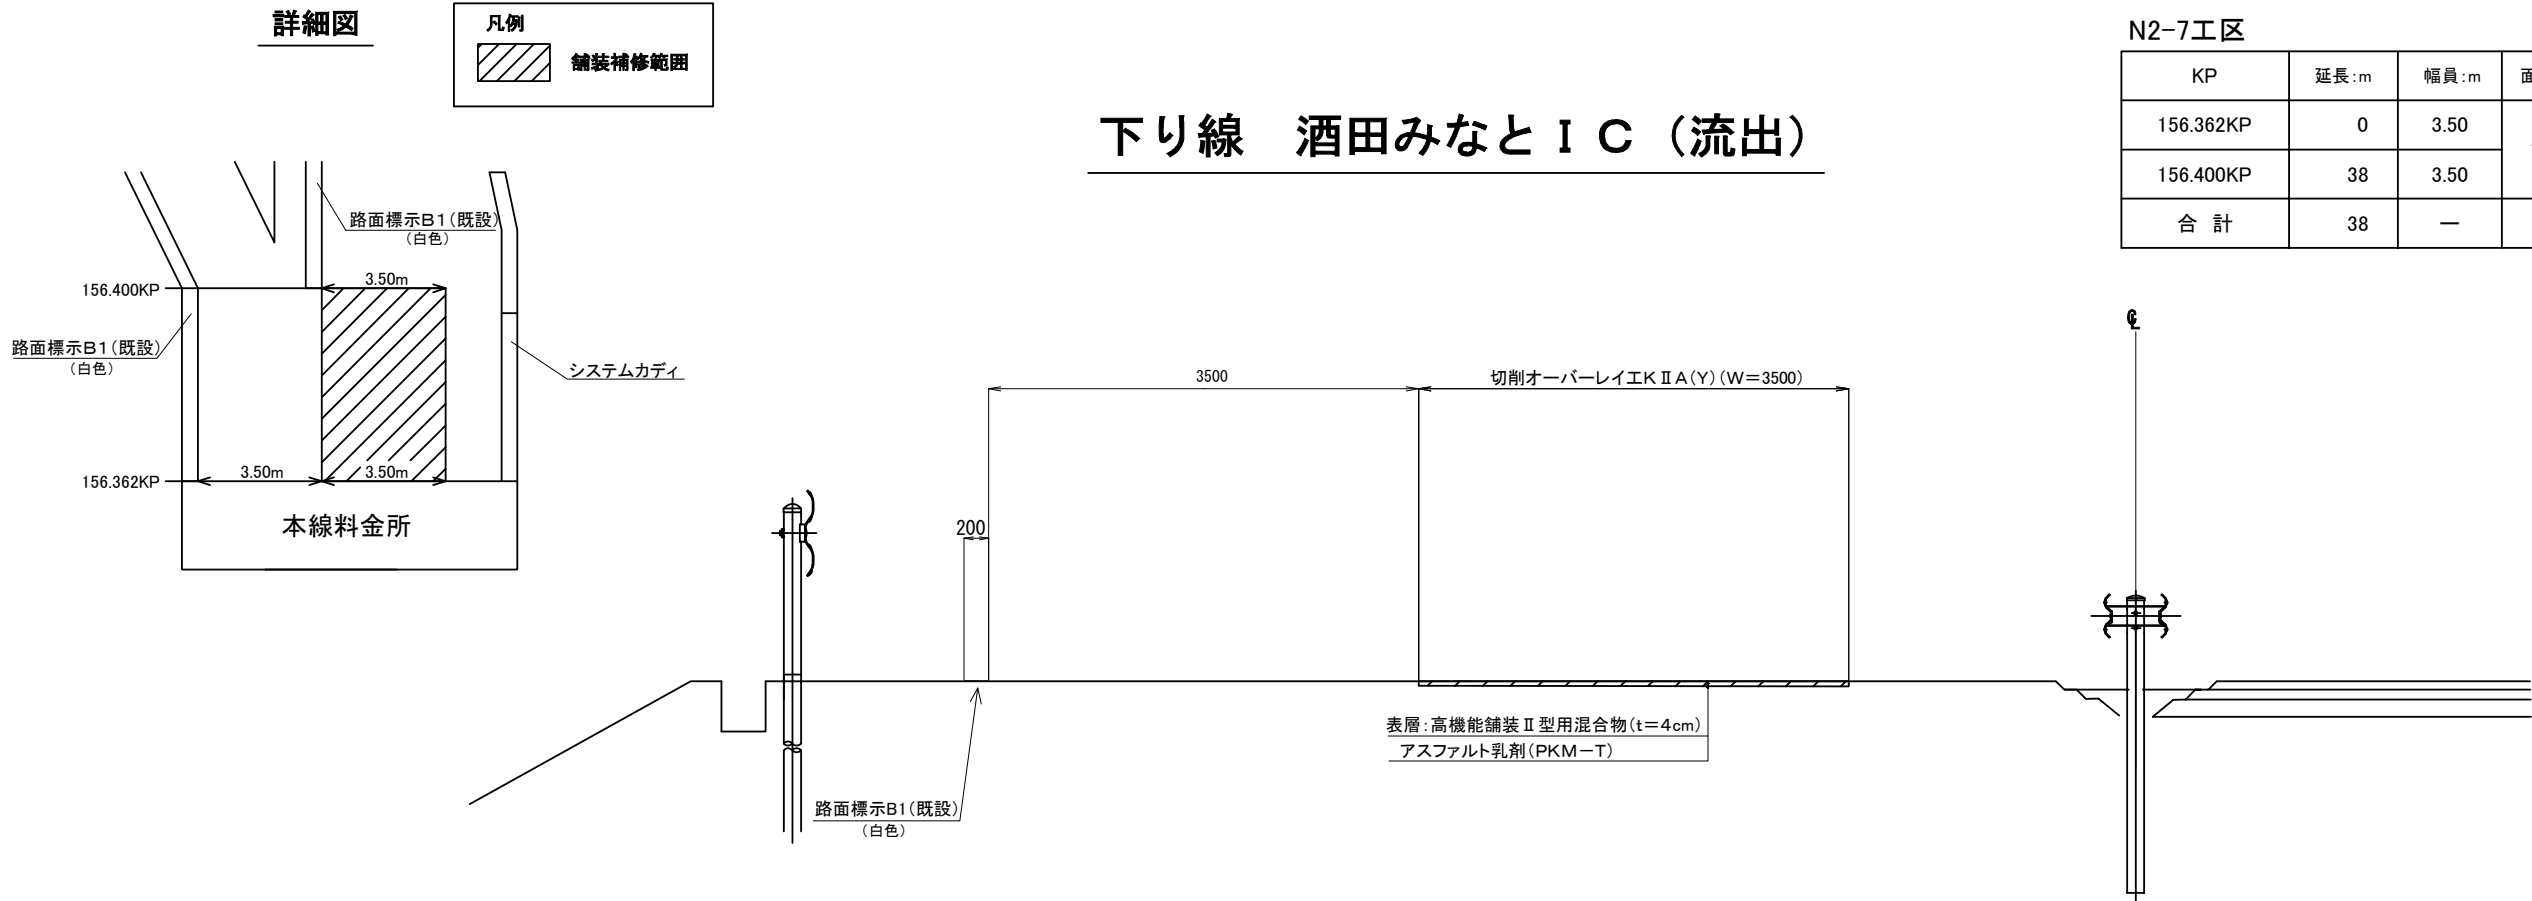 詳細図
凡例
舗装補修範囲
N2-7工区
KP 延長:m 幅員:m
156.362KP 0 3.50
156.400KP 38 3.50
合 計 38 ー
下り線 酒田みなとIC(流出)
路面標示B1(既設)
(白色)
156.400KP
3.50m
路面標示B1(既設)
(白色)
システムカディ
156.362KP
3.50m
3.50m
本線料金所
3500
切削オーバーレイ工KⅡA(Y)(W=3500)
200
表層:高機能舗装Ⅱ型用混合物(t=4cm)
アスファルト乳剤(PKM-T)
路面標示B1(既設)
(白色)